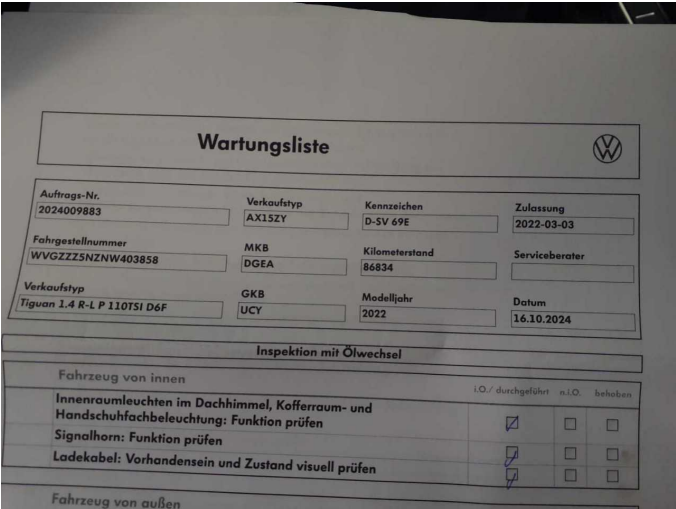 Wartungsliste
Auftrags-Nr. Verkaufstyp Kennzeichen Zulassung
2024009883 AX15ZY D-SV 69E 2022-03-03
Fahrgestellnummer MKB Kilometerstand Serviceberater
WVGZZZ5NZNW403858 DGEA 86834
Verkaufstyp GKB Modelljahr Datum
Tiguan 1.4 R-L P 110TSI D6F UCY 2022 16.10.2024
Inspektion mit Ölwechsel
Fahrzeug von innen i.O./ durchgeführt n.i.O. behoben
Innenraumleuchten im Dachhimmel, Kofferraum- und
Handschuhfachbeleuchtung: Funktion prüfen
Signalhorn: Funktion prüfen
Ladekabel: Vorhandensein und Zustand visuell prüfen
Fahrzeug von außen